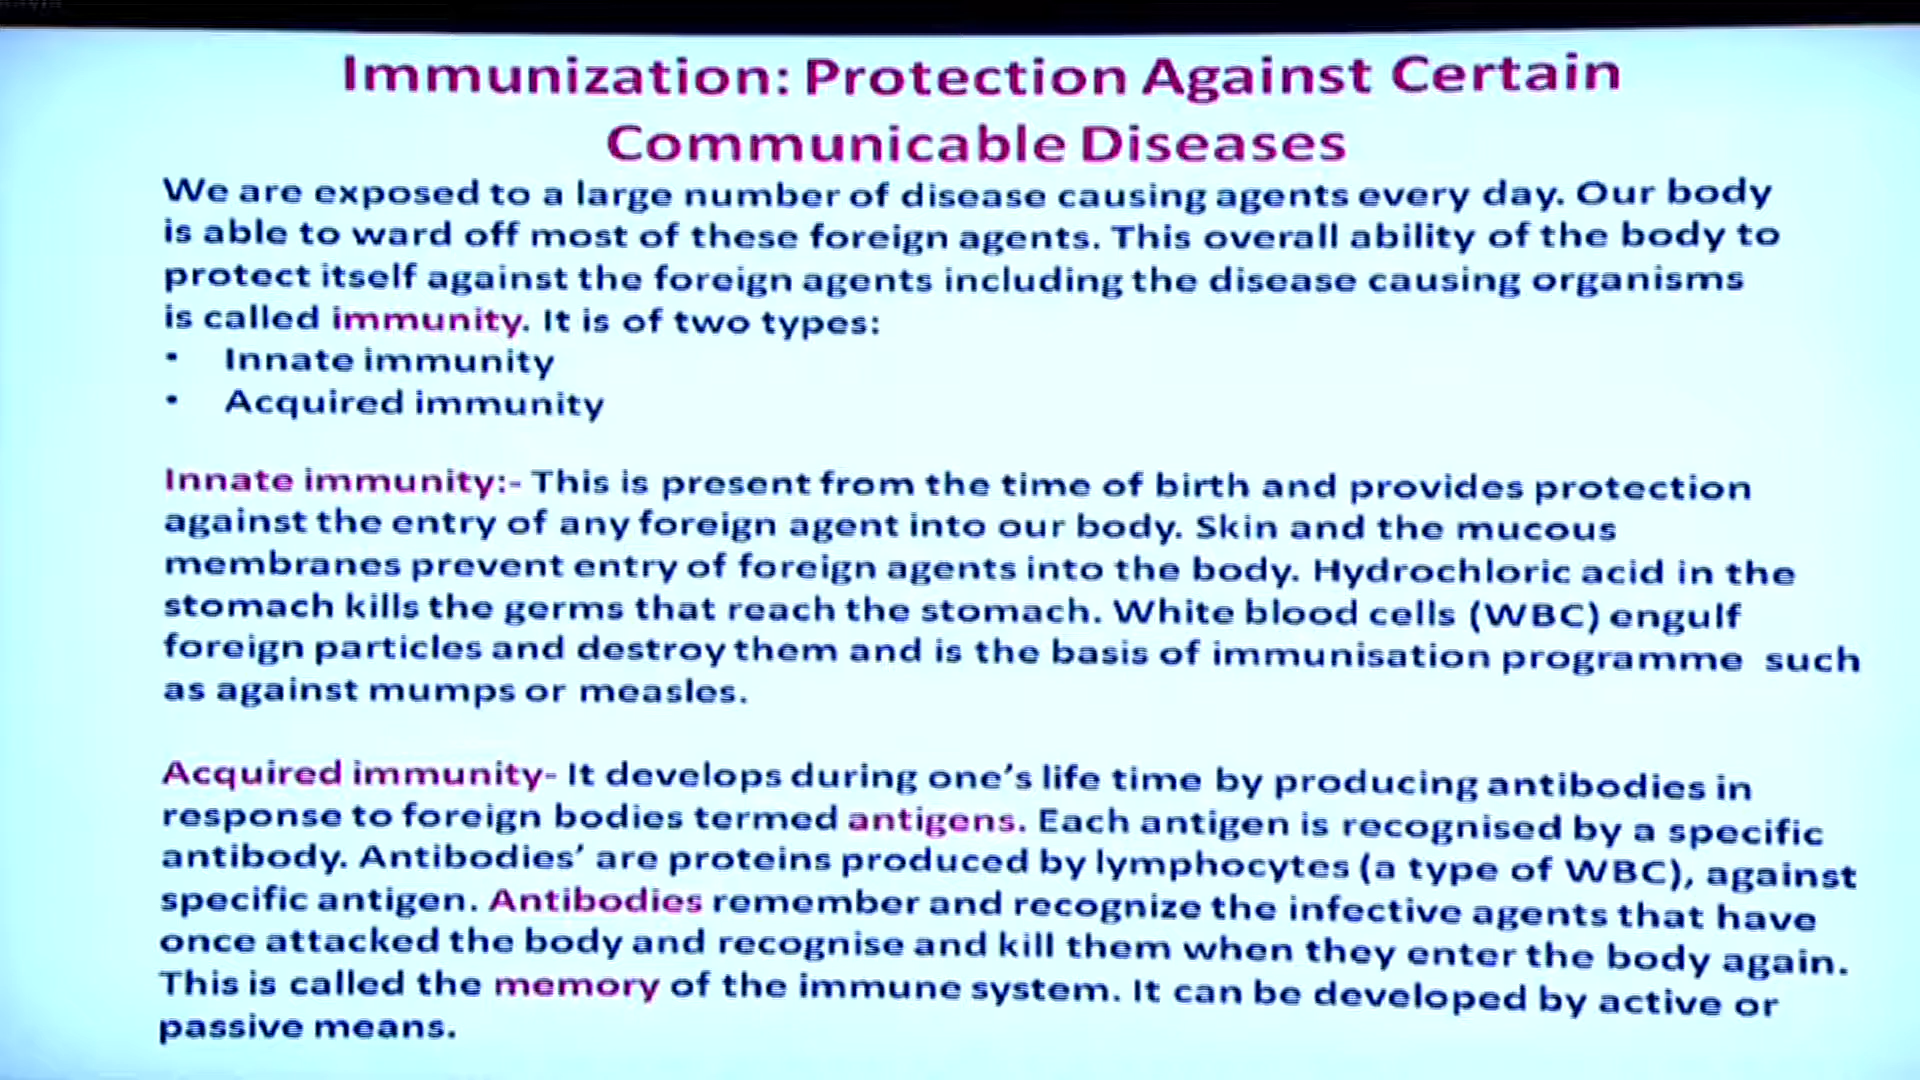 Immunization: Protection Against Certain
Communicable Diseases
We are exposed to a large number of disease causing agents every day. Our body
is able to ward off most of these foreign agents. This overall ability of the body to
protect itself against the foreign agents including the disease causing organisms
is called immunity. It is of two types:
• Innate immunity
• Acquired immunity
Innate immunity:- This is present from the time of birth and provides protection
against the entry of any foreign agent into our body. Skin and the mucous
membranes prevent entry of foreign agents into the body. Hydrochloric acid in the
stomach kills the germs that reach the stomach. White blood cells (WBC) engulf
foreign particles and destroy them and is the basis of immunisation programme such
as against mumps or measles.
Acquired immunity- It develops during one's life time by producing antibodies in
response to foreign bodies termed antigens. Each antigen is recognised by a specific
antibody. Antibodies' are proteins produced by lymphocytes (a type of WBC), against
specific antigen. Antibodies remember and recognize the infective agents that have
once attacked the body and recognise and kill them when they enter the body again.
This is called the memory of the immune system. It can be developed by active or
passive means.